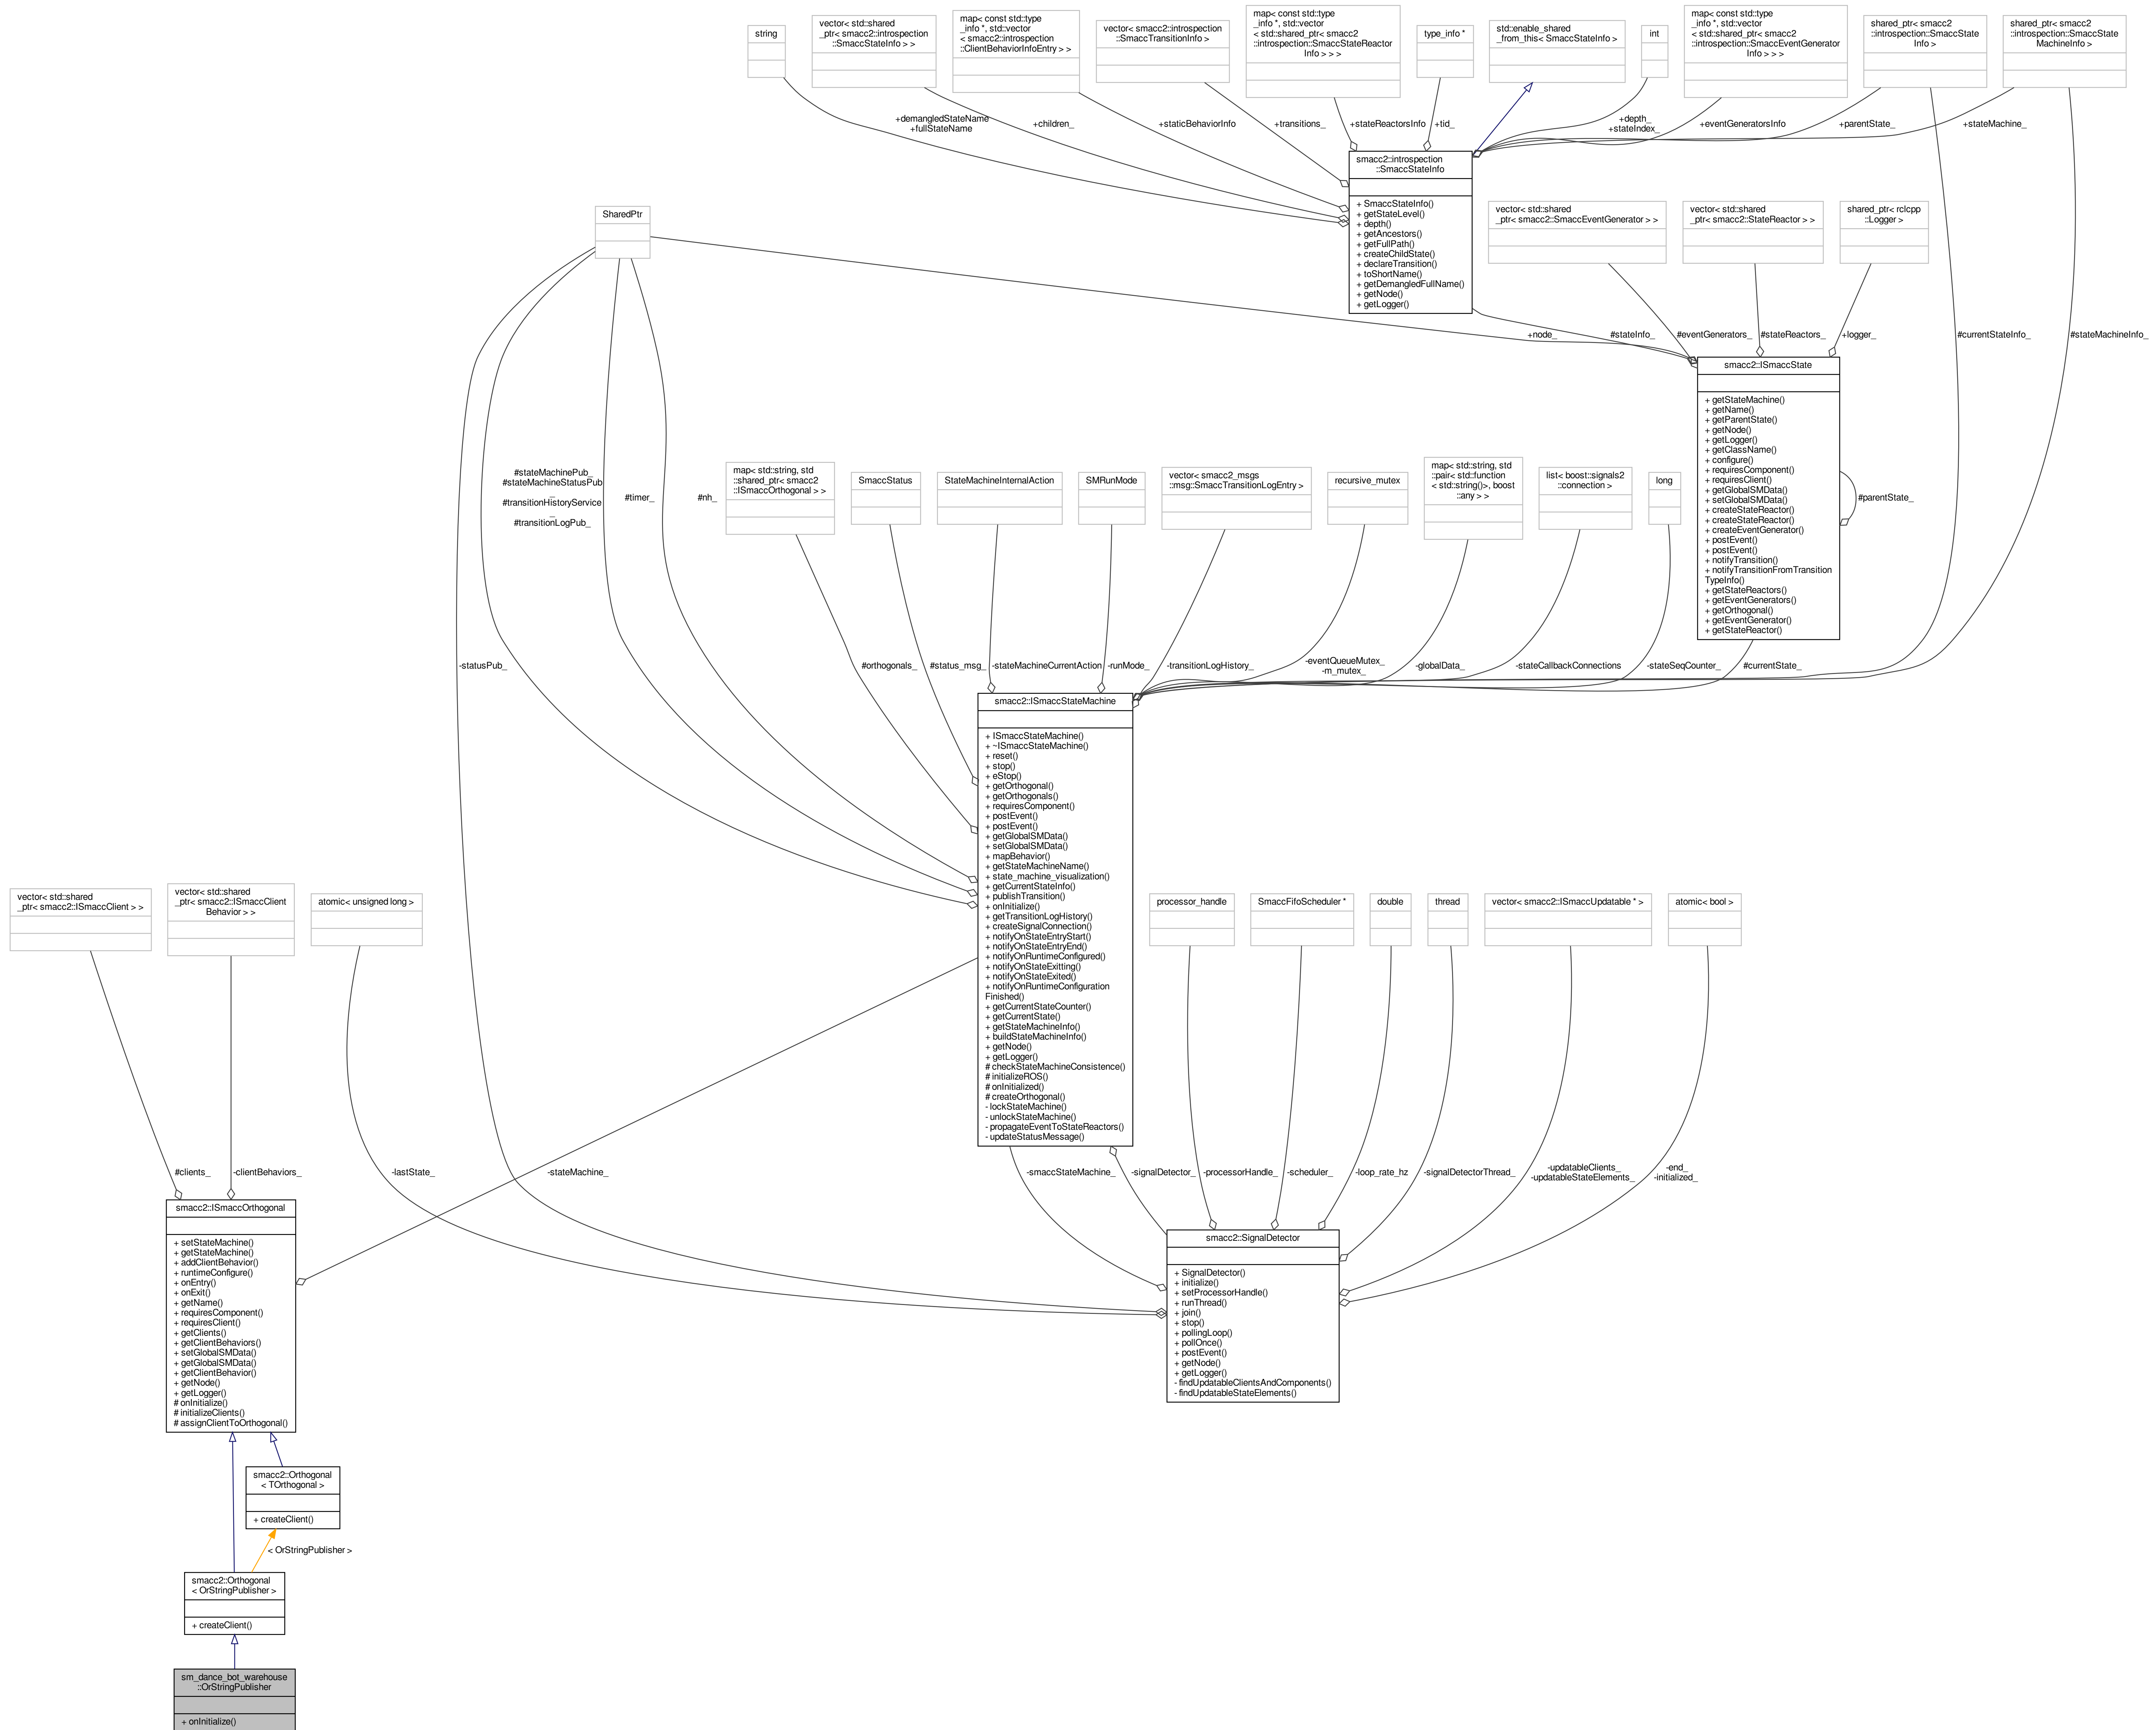 string
vector< std::shared
_ptr< smacc2::introspection
::SmaccStateInfo > >
map< const std::type
_info *, std::vector
< smacc2::introspection
::ClientBehaviorInfoEntry > >
vector< smacc2::introspection
::SmaccTransitionInfo >
map< const std::type
_info *, std::vector
< std::shared_ptr< smacc2
::introspection::SmaccStateReactor
Info > > >
type_info *
std::enable_shared
_from_this< SmaccStateInfo >
int
map< const std::type
_info *, std::vector
< std::shared_ptr< smacc2
::introspection::SmaccEventGenerator
Info > > >
shared_ptr< smacc2
::introspection::SmaccState
Info >
shared_ptr< smacc2
::introspection::SmaccState
MachineInfo >
+demangledStateName
+fullStateName
+children_
+staticBehaviorInfo
+transitions_
+stateReactorsInfo
+tid_
+depth_
+stateIndex_
+eventGeneratorsInfo
+parentState_
+stateMachine_
smacc2::introspection
::SmaccStateInfo
+ SmaccStateInfo()
+ getStateLevel()
+ depth()
+ getAncestors()
+ getFullPath()
+ createChildState()
+ declareTransition()
+ toShortName()
+ getDemangledFullName()
+ getNode()
+ getLogger()
SharedPtr
vector< std::shared
_ptr< smacc2::SmaccEventGenerator > >
vector< std::shared
_ptr< smacc2::StateReactor > >
shared_ptr< rclcpp
::Logger >
+node_
#stateInfo_
#eventGenerators_
#stateReactors_
+logger_
#currentStateInfo_
#stateMachineInfo_
smacc2::ISmaccState
+ getStateMachine()
+ getName()
+ getParentState()
+ getNode()
+ getLogger()
+ getClassName()
+ configure()
+ requiresComponent()
+ requiresClient()
+ getGlobalSMData()
+ setGlobalSMData()
+ createStateReactor()
+ createStateReactor()
+ createEventGenerator()
+ postEvent()
+ postEvent()
+ notifyTransition()
+ notifyTransitionFromTransition
TypeInfo()
+ getStateReactors()
+ getEventGenerators()
+ getOrthogonal()
+ getEventGenerator()
+ getStateReactor()
#parentState_
#stateMachinePub_
#stateMachineStatusPub
_
#transitionHistoryService
_
#transitionLogPub_
#timer_
#nh_
map< std::string, std
::shared_ptr< smacc2
::ISmaccOrthogonal > >
SmaccStatus
StateMachineInternalAction
SMRunMode
vector< smacc2_msgs
::msg::SmaccTransitionLogEntry >
recursive_mutex
map< std::string, std
::pair< std::function
< std::string()>, boost
::any > >
list< boost::signals2
::connection >
long
-statusPub_
#orthogonals_
#status_msg_
-stateMachineCurrentAction
-runMode_
-transitionLogHistory_
-eventQueueMutex_
-m_mutex_
-globalData_
-stateCallbackConnections
-stateSeqCounter_
#currentState_
smacc2::ISmaccStateMachine
+ ISmaccStateMachine()
+ ~ISmaccStateMachine()
+ reset()
+ stop()
+ eStop()
+ getOrthogonal()
+ getOrthogonals()
+ requiresComponent()
+ postEvent()
+ postEvent()
+ getGlobalSMData()
+ setGlobalSMData()
+ mapBehavior()
+ getStateMachineName()
+ state_machine_visualization()
+ getCurrentStateInfo()
+ publishTransition()
+ onInitialize()
+ getTransitionLogHistory()
+ createSignalConnection()
+ notifyOnStateEntryStart()
+ notifyOnStateEntryEnd()
+ notifyOnRuntimeConfigured()
+ notifyOnStateExitting()
+ notifyOnStateExited()
+ notifyOnRuntimeConfiguration
Finished()
+ getCurrentStateCounter()
+ getCurrentState()
+ getStateMachineInfo()
+ buildStateMachineInfo()
+ getNode()
+ getLogger()
# checkStateMachineConsistence()
# initializeROS()
# onInitialized()
# createOrthogonal()
- lockStateMachine()
- unlockStateMachine()
- propagateEventToStateReactors()
- updateStatusMessage()
vector< std::shared
_ptr< smacc2::ISmaccClient > >
vector< std::shared
_ptr< smacc2::ISmaccClient
Behavior > >
atomic< unsigned long >
processor_handle
SmaccFifoScheduler *
double
thread
vector< smacc2::ISmaccUpdatable * >
atomic< bool >
#clients_
-clientBehaviors_
-lastState_
-stateMachine_
-smaccStateMachine_
-signalDetector_
-processorHandle_
-scheduler_
-loop_rate_hz
-signalDetectorThread_
-updatableClients_
-updatableStateElements_
-end_
-initialized_
smacc2::ISmaccOrthogonal
+ setStateMachine()
+ getStateMachine()
+ addClientBehavior()
+ runtimeConfigure()
+ onEntry()
+ onExit()
+ getName()
+ requiresComponent()
+ requiresClient()
+ getClients()
+ getClientBehaviors()
+ setGlobalSMData()
+ getGlobalSMData()
+ getClientBehavior()
+ getNode()
+ getLogger()
# onInitialize()
# initializeClients()
# assignClientToOrthogonal()
smacc2::SignalDetector
+ SignalDetector()
+ initialize()
+ setProcessorHandle()
+ runThread()
+ join()
+ stop()
+ pollingLoop()
+ pollOnce()
+ postEvent()
+ getNode()
+ getLogger()
- findUpdatableClientsAndComponents()
- findUpdatableStateElements()
smacc2::Orthogonal
< TOrthogonal >
+ createClient()
< OrStringPublisher >
smacc2::Orthogonal
< OrStringPublisher >
+ createClient()
sm_dance_bot_warehouse
::OrStringPublisher
+ onInitialize()